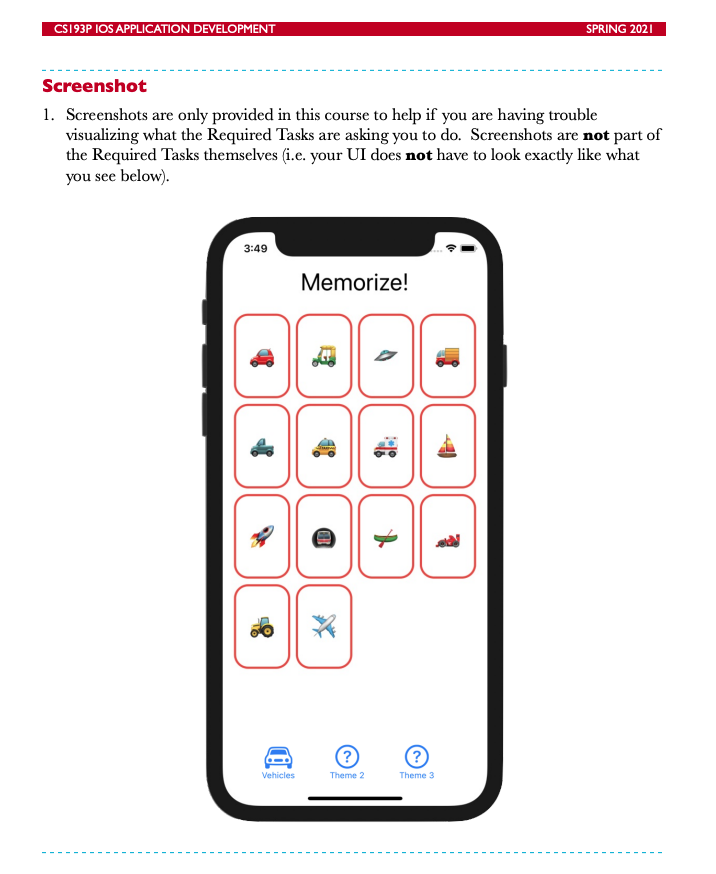 CS193P IOS APPLICATION DEVELOPMENT SPRING 2021
Screenshot
1. Screenshots are only provided in this course to help if you are having trouble
visualizing what the Required Tasks are asking you to do. Screenshots are not part of
the Required Tasks themselves (i.e. your UI does not have to look exactly like what
you see below).
3:49
Memorize!
? ?
Vehicles Theme 2 Theme 3